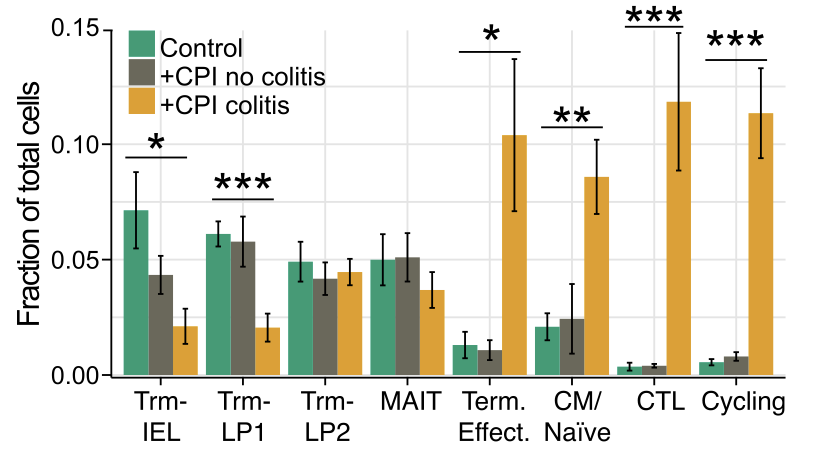 Fraction of total cells
0.15
0.10
0.05
0.00
Control
+CPI no colitis
+CPI colitis
*
***
*
**
***
***
Trm-
IEL
Trm-
LP1
Trm-
LP2
MAIT
Term.
Effect.
CM/
Naïve
CTL
Cycling